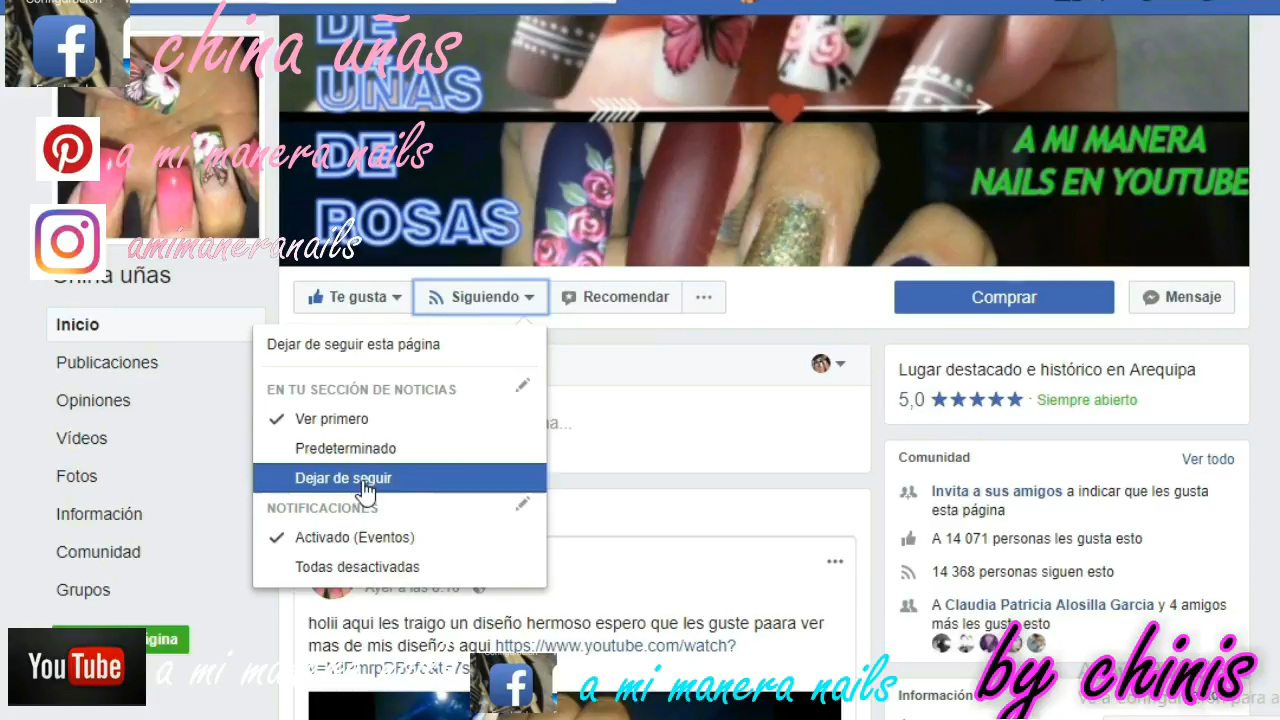 china uñas
DE
UÑAS
DE
ROSAS
A MI MANERA
NAILS EN YOUTUBE
a mi manera nails
amimaneranails
China uñas
Te gusta
Siguiendo
Recomendar
Comprar
Mensaje
Inicio
Publicaciones
Opiniones
Vídeos
Fotos
Información
Comunidad
Grupos
Dejar de seguir esta página
EN TU SECCIÓN DE NOTICIAS
Ver primero
Predeterminado
Dejar de seguir
NOTIFICACIONES
Activado (Eventos)
Todas desactivadas
Lugar destacado e histórico en Arequipa
5,0 · Siempre abierto
Comunidad
Ver todo
Invita a sus amigos a indicar que les gusta
esta página
A 14 071 personas les gusta esto
14 368 personas siguen esto
A Claudia Patricia Alosilla Garcia y 4 amigos
más les gusta
Información
holii aqui les traigo un diseño hermoso espero que les guste paara ver
mas de mis diseños aqui https://www.youtube.com/watch?
YouTube
a mi manera nails
by chinis